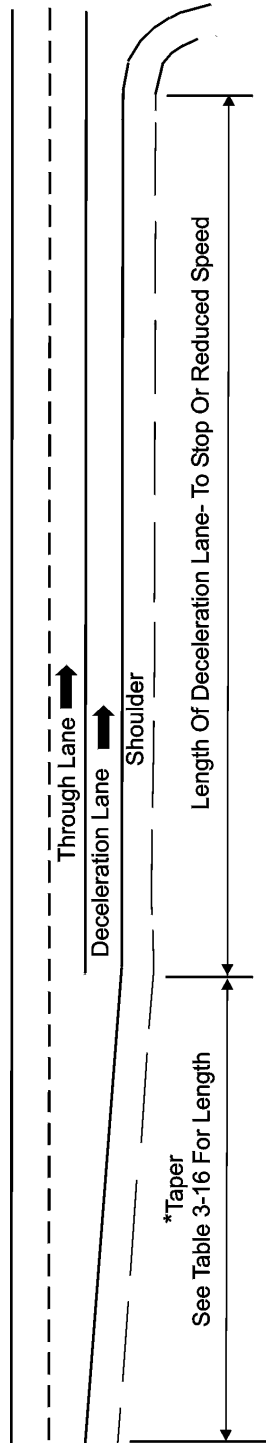 Through Lane
Deceleration Lane
Shoulder
*Taper
See Table 3-16 For Length
Length Of Deceleration Lane- To Stop Or Reduced Speed